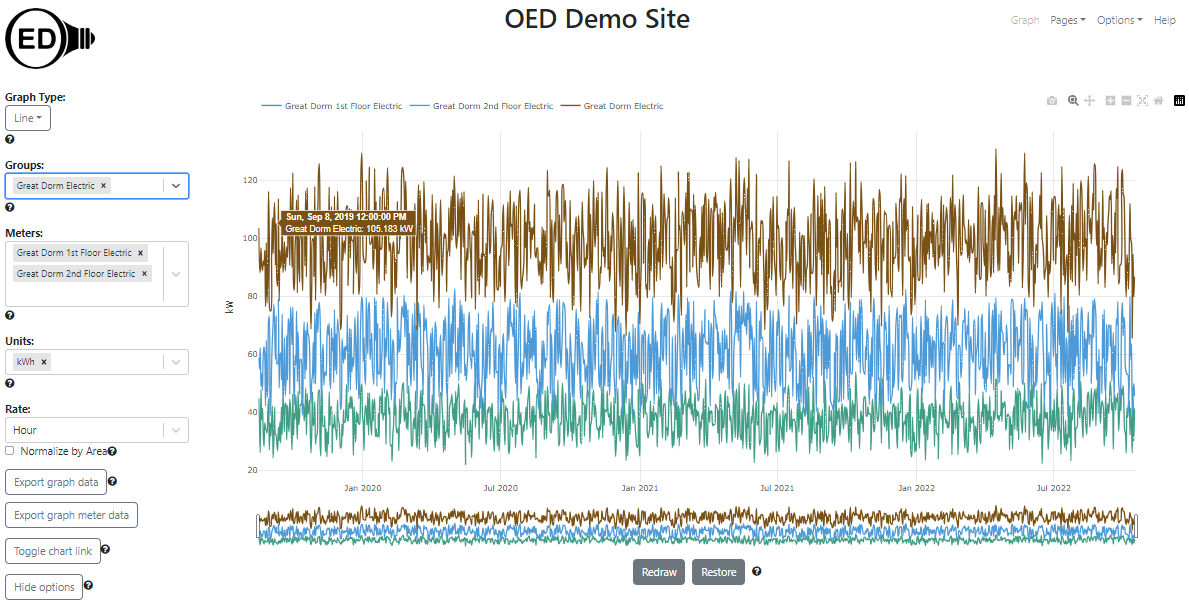 OED Demo Site
ED
Graph Pages Options Help
Graph Type:
Line
Groups:
Great Dorm Electric ×
Meters:
Great Dorm 1st Floor Electric ×
Great Dorm 2nd Floor Electric ×
Units:
kWh ×
Rate:
Hour
Normalize by Area
Export graph data
Export graph meter data
Toggle chart link
Hide options
Great Dorm 1st Floor Electric Great Dorm 2nd Floor Electric Great Dorm Electric
120
100
80
60
40
20
kW
Sun, Sep 8, 2019 12:00:00 PM
Great Dorm Electric: 105.183 kW
Jan 2020 Jul 2020 Jan 2021 Jul 2021 Jan 2022 Jul 2022
Redraw Restore